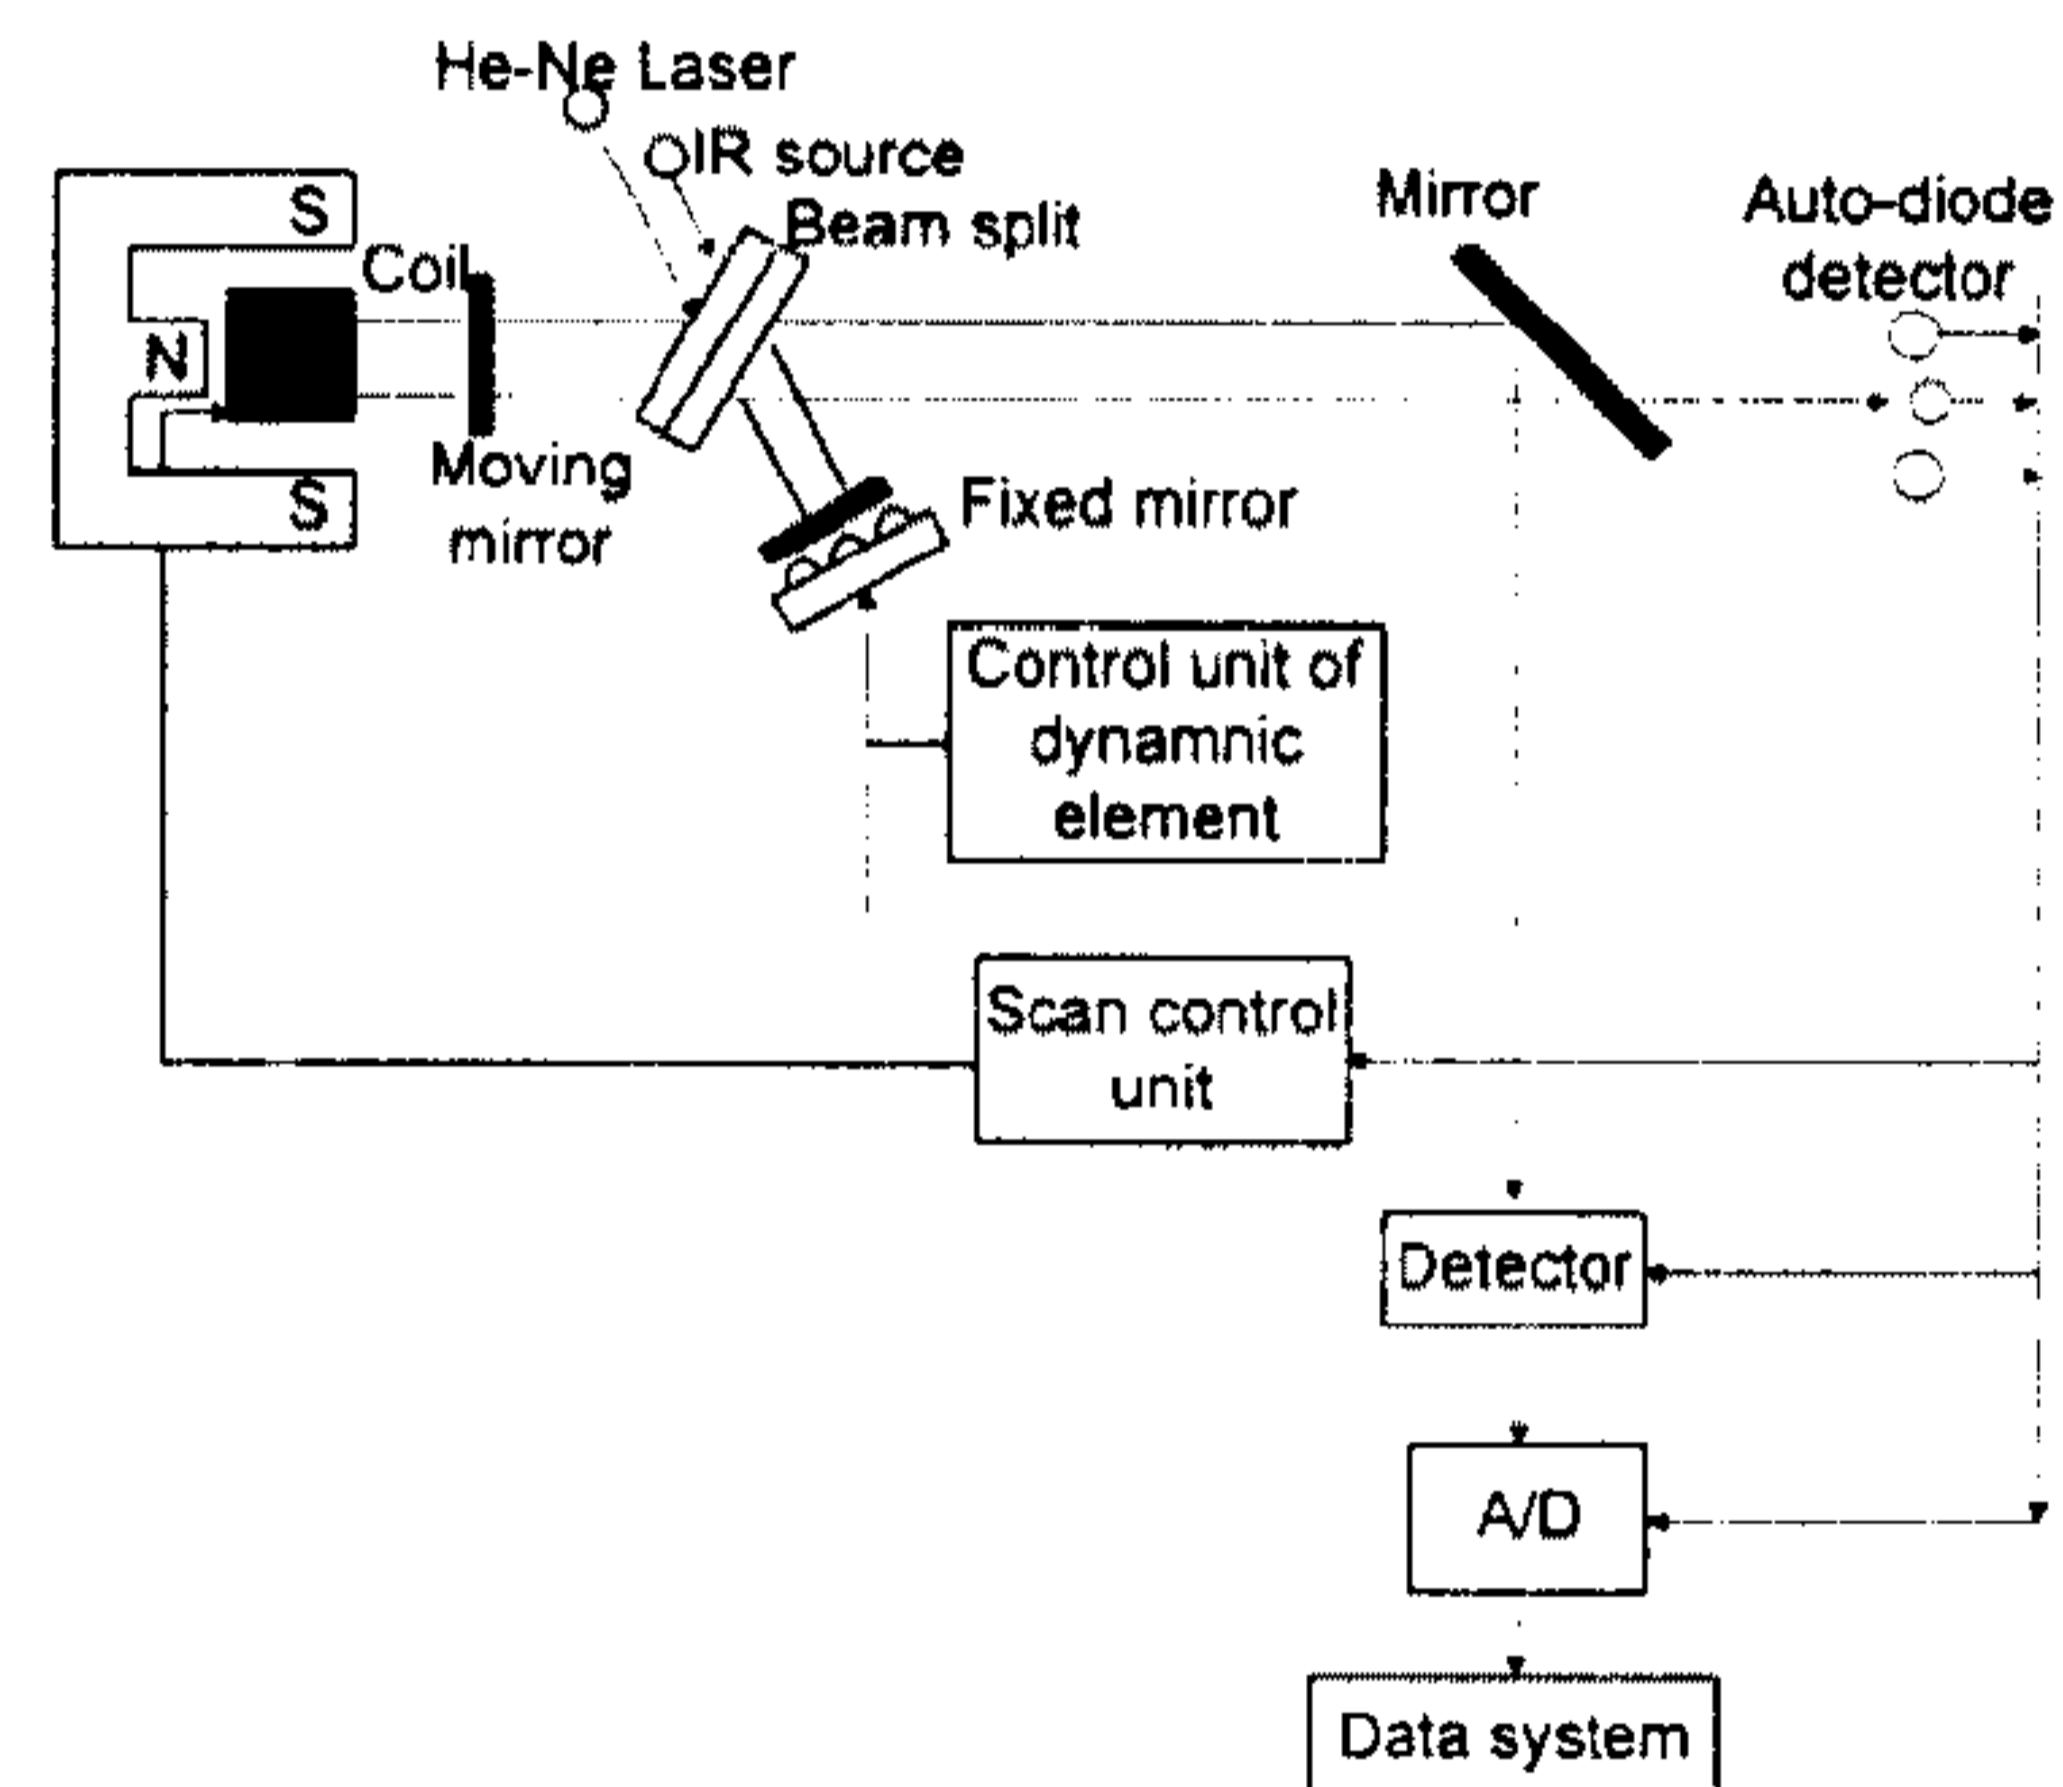 He-Ne Laser
IR source
Beam split
Mirror
Auto-diode
detector
S
Coil
N
S
Moving
mirror
Fixed mirror
Control unit of
dynamnic
element
Scan control
unit
Detector
A/D
Data system